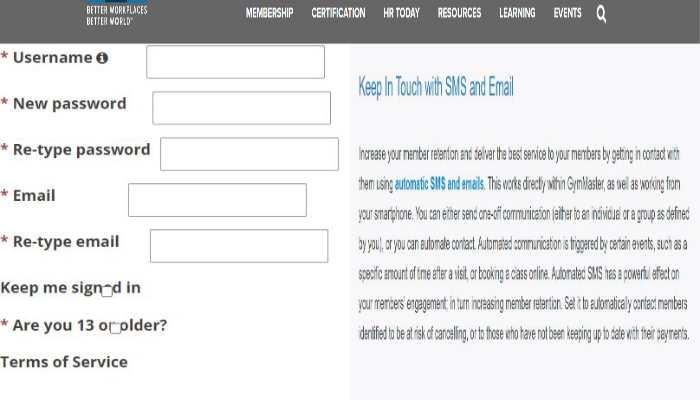 BETTER WORKPLACES
BETTER WORLD™
MEMBERSHIP CERTIFICATION HR TODAY RESOURCES LEARNING EVENTS
* Username
* New password
* Re-type password
* Email
* Re-type email
Keep me signed in
* Are you 13 or older?
Terms of Service
Keep In Touch with SMS and Email
Increase your member retention and deliver the best service to your members by getting in contact with
them using automatic SMS and emails. This works directly within GymMaster, as well as working from
your smartphone. You can either send one-off communication (either to an individual or a group as defined
by you), or you can automate contact. Automated communication is triggered by certain events, such as a
specific amount of time after a visit, or booking a class online. Automated SMS has a powerful effect on
your members' engagement, in turn increasing member retention. Set it to automatically contact members
identified to be at risk of cancelling, or to those who have not been keeping up to date with their payments.